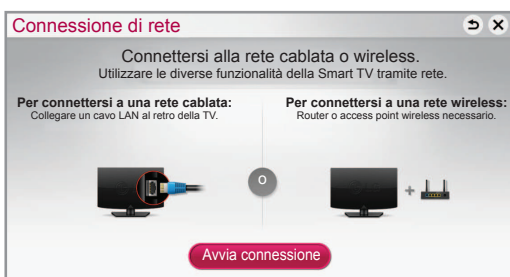 Connessione di rete
Connettersi alla rete cablata o wireless.
Utilizzare le diverse funzionalità della Smart TV tramite rete.
Per connettersi a una rete cablata:
Collegare un cavo LAN al retro della TV.
Per connettersi a una rete wireless:
Router o access point wireless necessario.
O
Avvia connessione